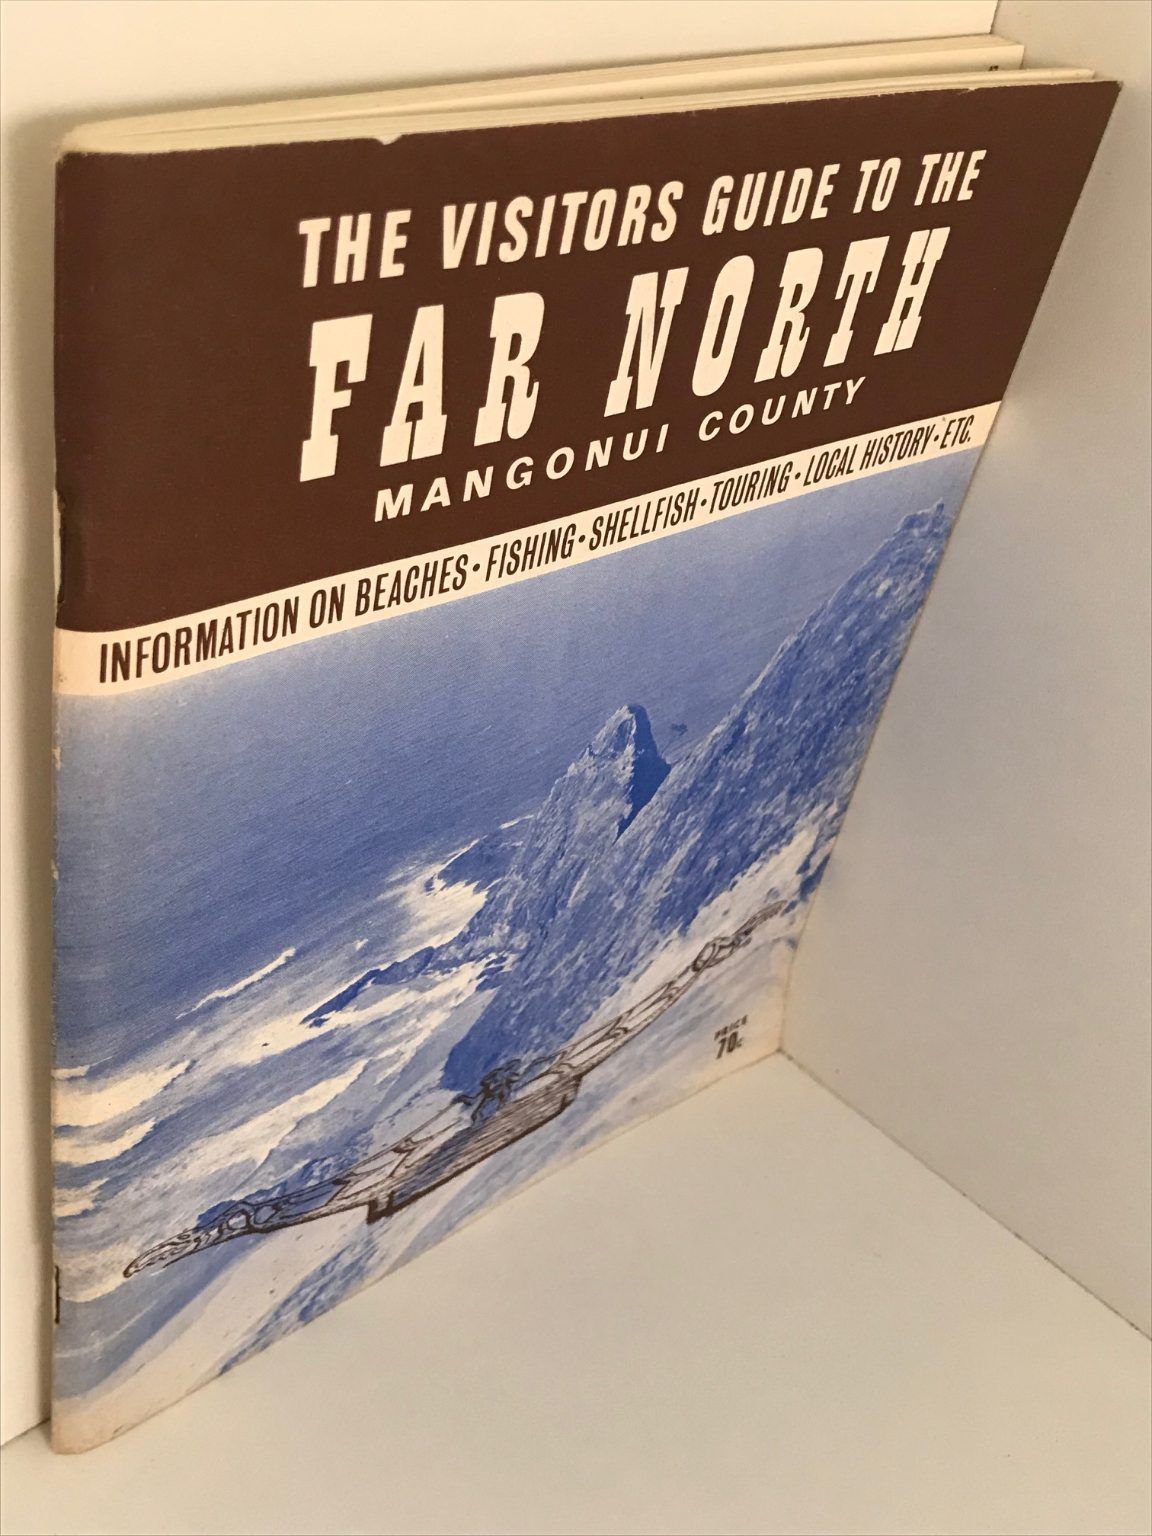 THE VISITORS GUIDE TO THE
FAR NORTH
MANGONUI COUNTY
INFORMATION ON BEACHES • FISHING • SHELLFISH • TOURING • LOCAL HISTORY • ETC.
PRICE
70c